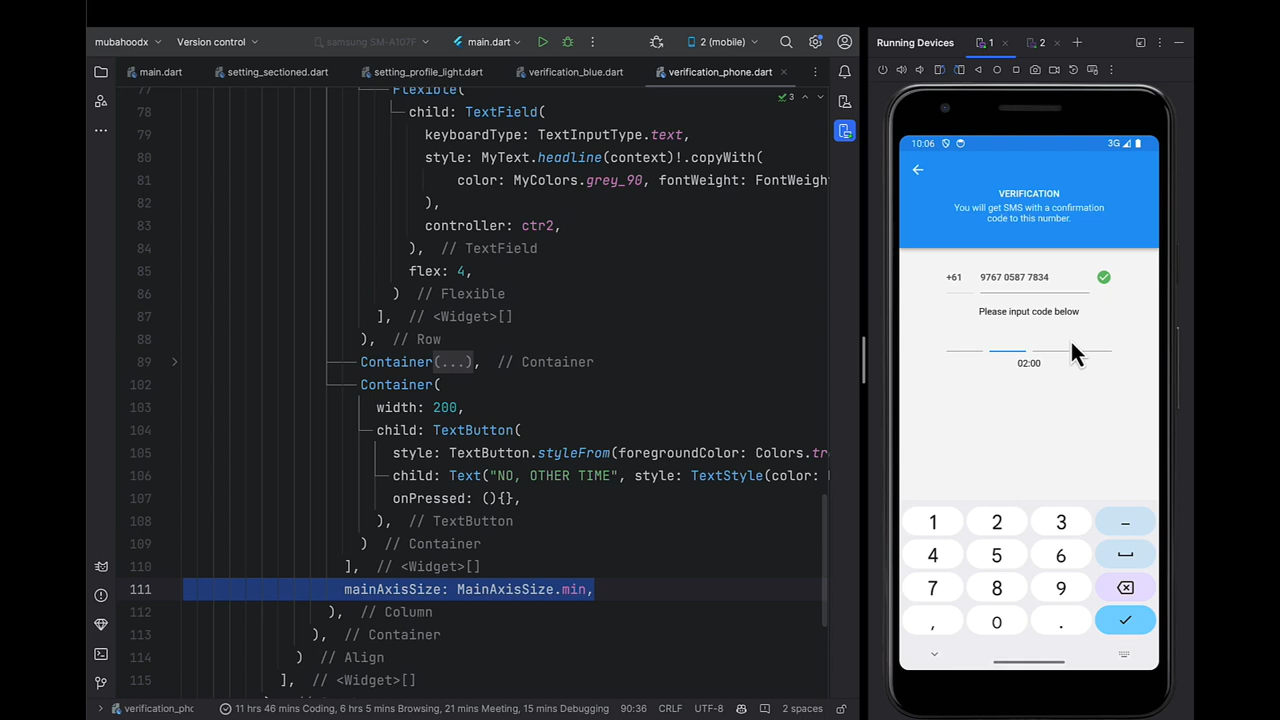 mubahoodx
Version control
samsung SM-A107F
main.dart
2 (mobile)
Running Devices
1
2
main.dart
setting_sectioned.dart
setting_profile_light.dart
verification_blue.dart
verification_phone.dart
77 Flexible(
3
78 child: TextField(
79 keyboardType: TextInputType.text,
80 style: MyText.headline(context)!.copyWith(
81 color: MyColors.grey_90, fontWeight: FontWeigh
82 ),
83 controller: ctr2,
84 ), // TextField
85 flex: 4,
86 ) // Flexible
87 ], // <Widget>[]
88 ), // Row
89 Container(...), // Container
102 Container(
103 width: 200,
104 child: TextButton(
105 style: TextButton.styleFrom(foregroundColor: Colors.tr
106 child: Text("NO, OTHER TIME", style: TextStyle(color:
107 onPressed: (){},
108 ), // TextButton
109 ) // Container
110 ], // <Widget>[]
111 mainAxisSize: MainAxisSize.min,
112 ), // Column
113 ), // Container
114 ) // Align
115 ], // <Widget>[]
verification_pho
11 hrs 46 mins Coding, 6 hrs 5 mins Browsing, 21 mins Meeting, 15 mins Debugging
90:36
CRLF
UTF-8
2 spaces
10:06
3G
VERIFICATION
You will get SMS with a confirmation
code to this number.
+61 9767 0587 7834
Please input code below
02:00
1 2 3 –
4 5 6
7 8 9
, 0 .